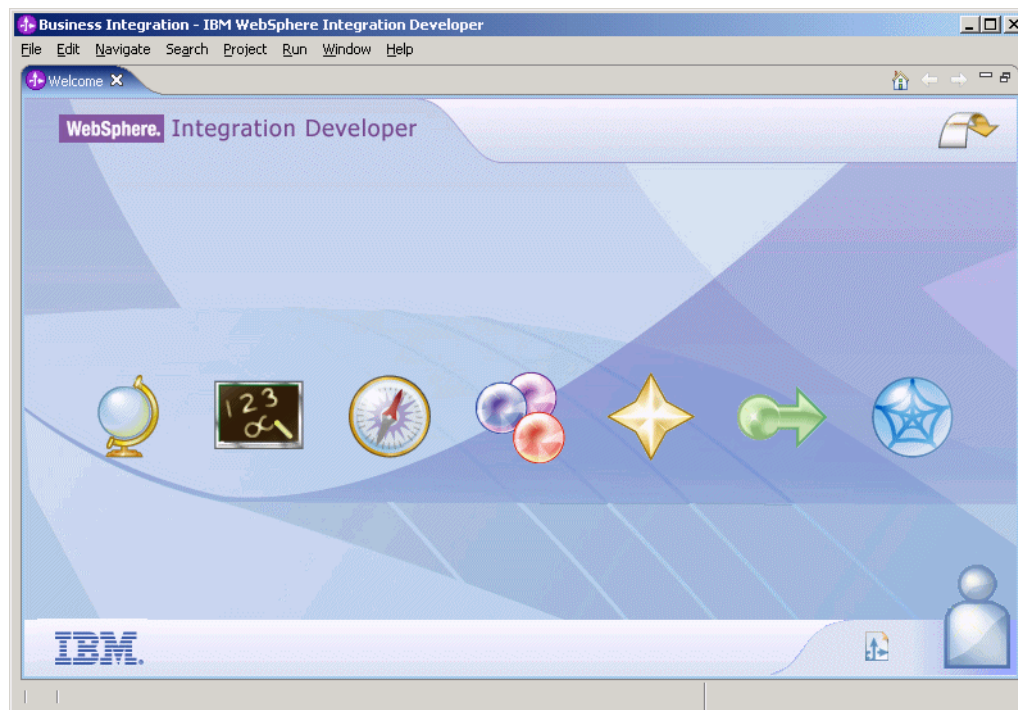 Business Integration - IBM WebSphere Integration Developer
File Edit Navigate Search Project Run Window Help
Welcome
WebSphere. Integration Developer
123
IBM.